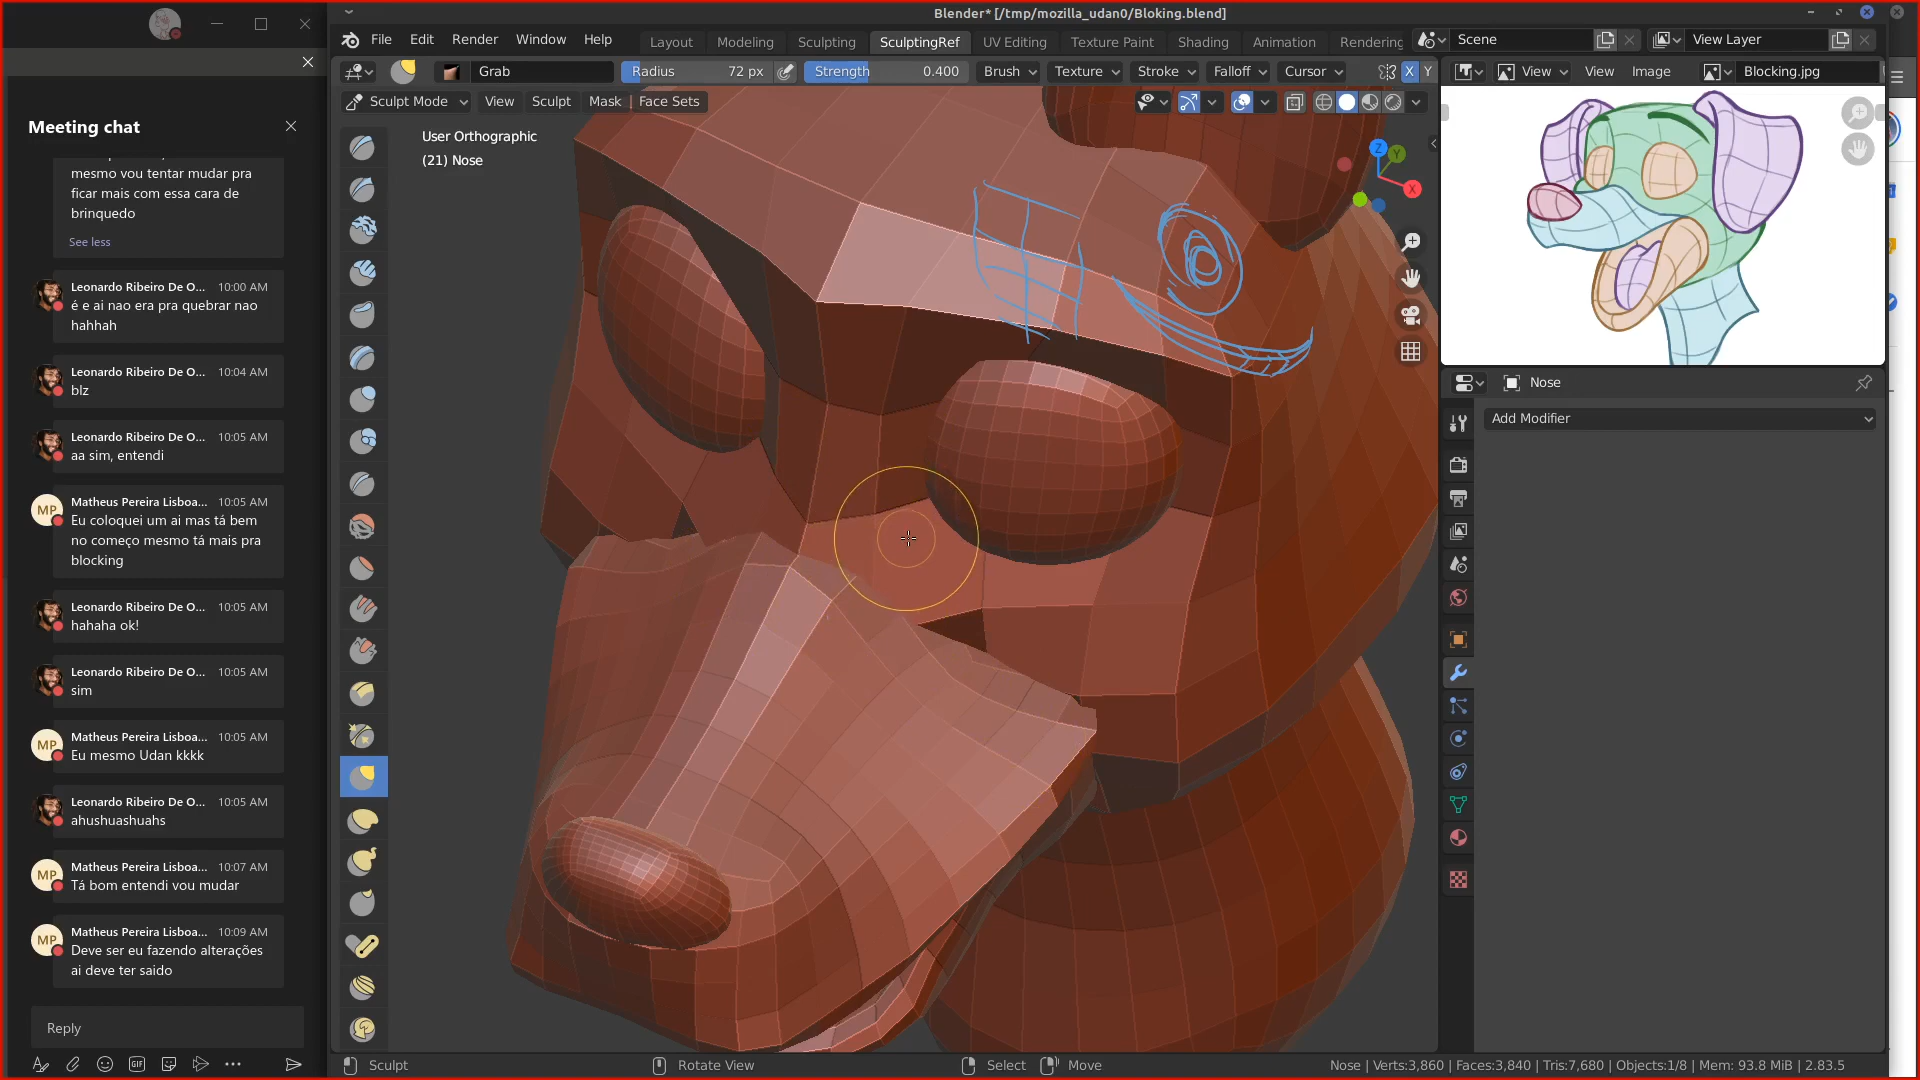 Meeting chat
mesmo vou tentar mudar pra
ficar mais com essa cara de
brinquedo
See less
Leonardo Ribeiro De O... 10:00 AM
é e ai nao era pra quebrar nao
hahhah
Leonardo Ribeiro De O... 10:04 AM
blz
Leonardo Ribeiro De O... 10:05 AM
aa sim, entendi
MP
Matheus Pereira Lisboa... 10:05 AM
Eu coloquei um ai mas tá bem
no começo mesmo tá mais pra
blocking
Leonardo Ribeiro De O... 10:05 AM
hahaha ok!
Leonardo Ribeiro De O... 10:05 AM
sim
MP
Matheus Pereira Lisboa... 10:05 AM
Eu mesmo Udan kkkk
Leonardo Ribeiro De O... 10:05 AM
ahushuashuahs
MP
Matheus Pereira Lisboa... 10:07 AM
Tá bom entendi vou mudar
MP
Matheus Pereira Lisboa... 10:09 AM
Deve ser eu fazendo alterações
ai deve ter saido
Reply
GIF
Blender* [/tmp/mozilla_udan0/Bloking.blend]
File Edit Render Window Help Layout Modeling Sculpting SculptingRef UV Editing Texture Paint Shading Animation Rendering Scene View Layer
Grab Radius 72 px Strength 0.400 Brush Texture Stroke Falloff Cursor X Y
Sculpt Mode View Sculpt Mask Face Sets
User Orthographic
(21) Nose
Z
Y
X
View View Image Blocking.jpg
Nose
Add Modifier
Sculpt Rotate View Select Move Nose | Verts:3,860 | Faces:3,840 | Tris:7,680 | Objects:1/8 | Mem: 93.8 MiB | 2.83.5